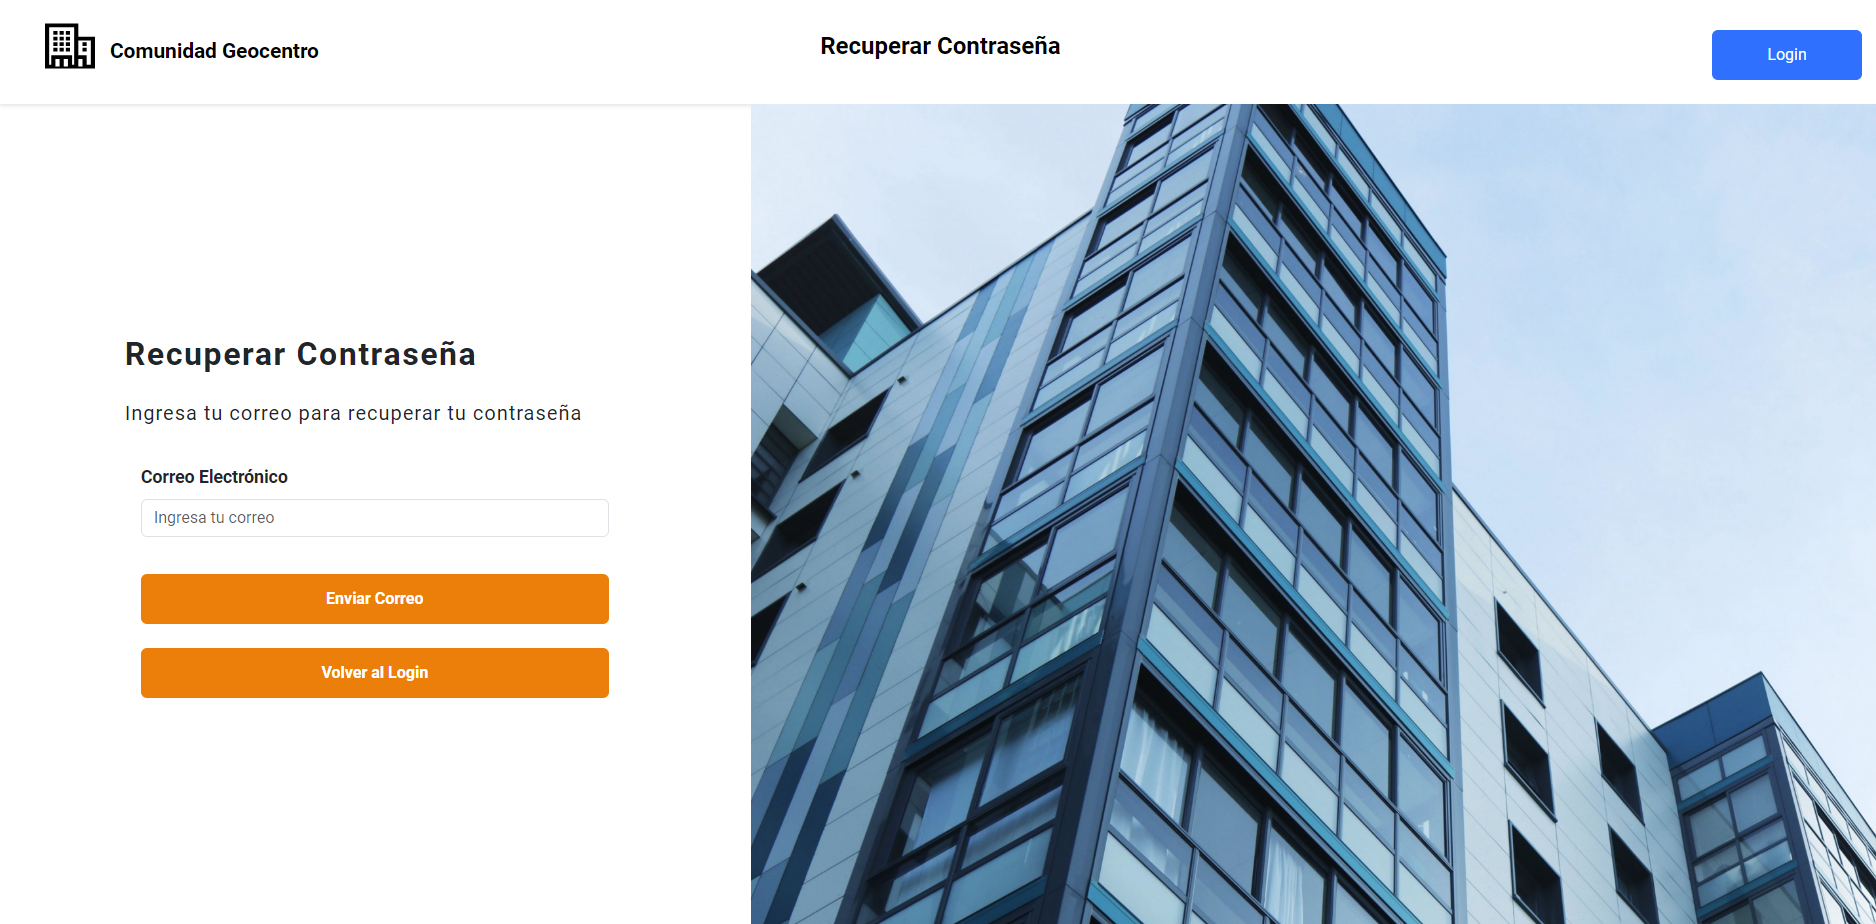 Comunidad Geocentro
Recuperar Contraseña
Login
Recuperar Contraseña
Ingresa tu correo para recuperar tu contraseña
Correo Electrónico
Ingresa tu correo
Enviar Correo
Volver al Login